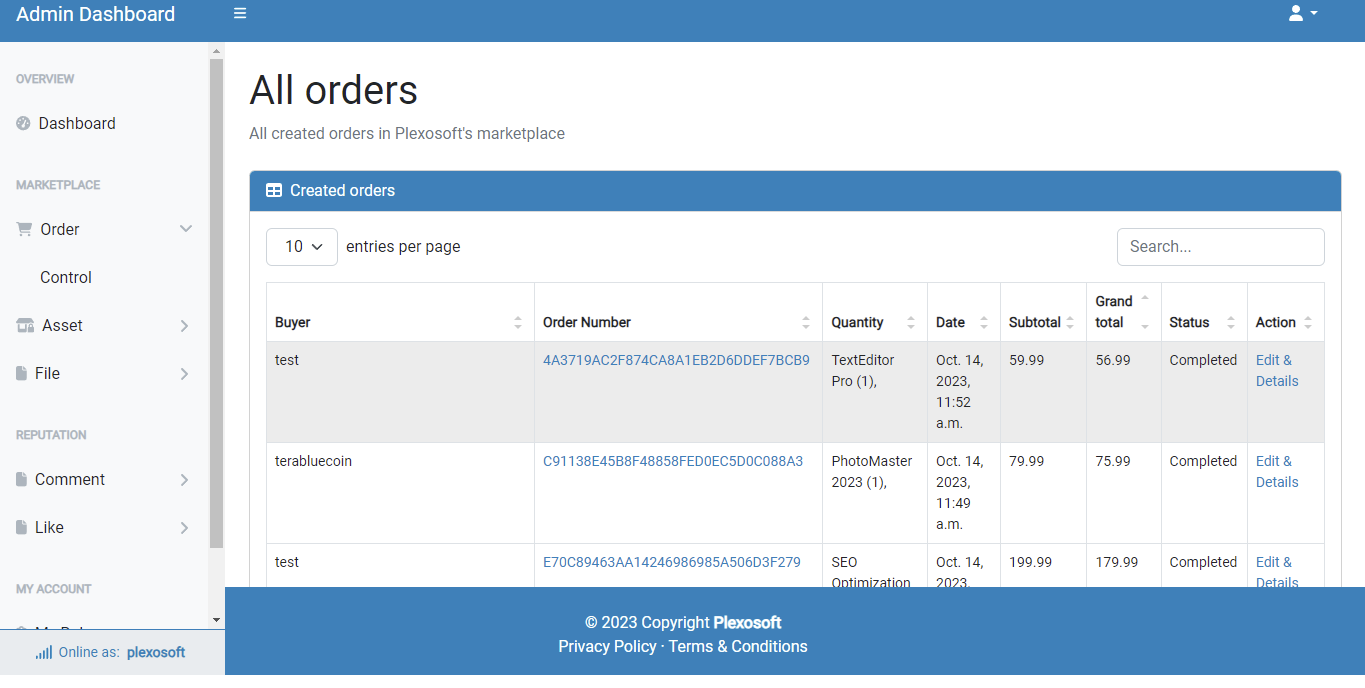 Admin Dashboard
OVERVIEW
Dashboard
MARKETPLACE
Order
Control
Asset
File
REPUTATION
Comment
Like
MY ACCOUNT
Online as: plexosoft
All orders
All created orders in Plexosoft's marketplace
Created orders
10 entries per page
Search...
Buyer Order Number Quantity Date Subtotal Grand total Status Action
test 4A3719AC2F874CA8A1EB2D6DDEF7BCB9 TextEditor Oct. 14, 59.99 56.99 Completed Edit &
Pro (1), 2023, Details
11:52
a.m.
terabluecoin C91138E45B8F48858FED0EC5D0C088A3 PhotoMaster Oct. 14, 79.99 75.99 Completed Edit &
2023 (1), 2023, Details
11:49
a.m.
test E70C89463AA14246986985A506D3F279 SEO Oct. 14, 199.99 179.99 Completed Edit &
Optimization 2023, Details
© 2023 Copyright Plexosoft
Privacy Policy · Terms & Conditions